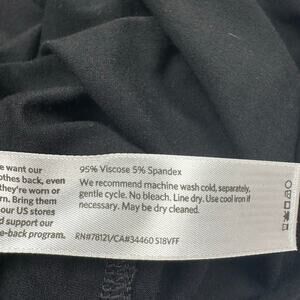 e want our
othes back, even
they're worn or
rn. Bring them
our US stores
nd support our
e-back program.
95% Viscose 5% Spandex
We recommend machine wash cold, separately,
gentle cycle. No bleach. Line dry. Use cool iron if
necessary. May be dry cleaned.
RN#78121/CA#34460 S18VFF